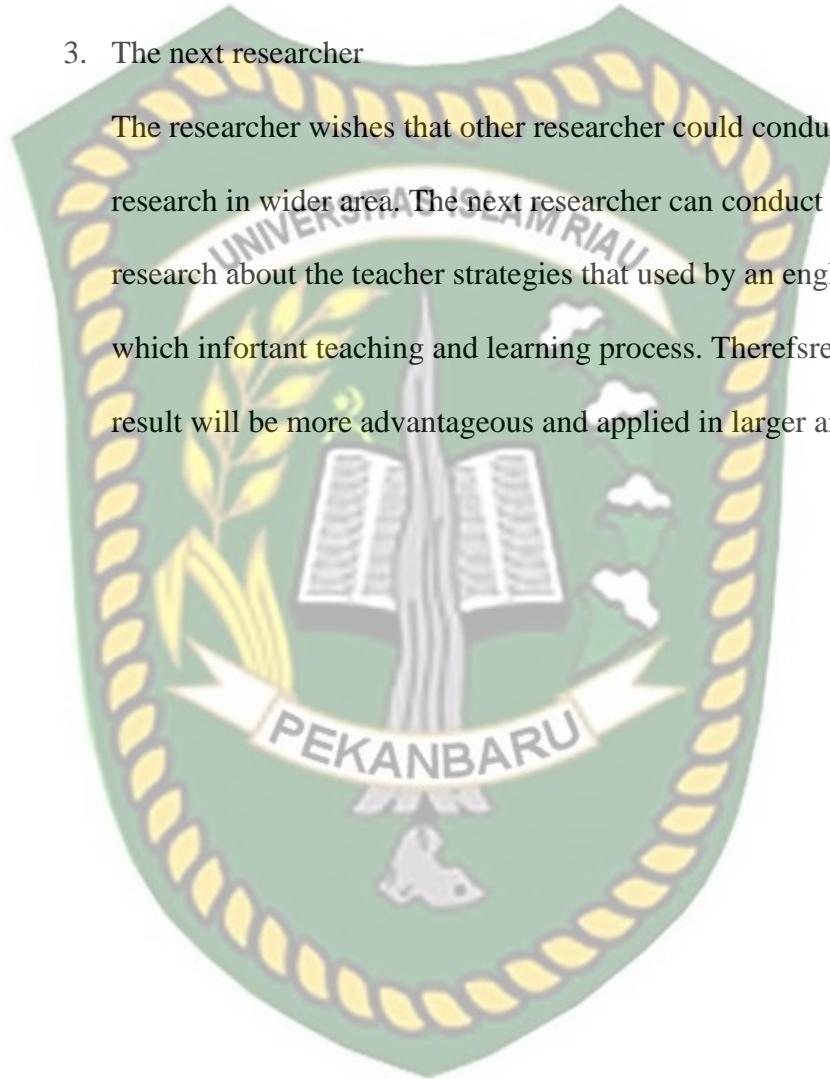 3. The next researcher
The researcher wishes that other researcher could condu
research in wider area. The next researcher can conduct
UNIVERSITAS ISLAM RIAU
research about the teacher strategies that used by an engl
which infortant teaching and learning process. Therefsre
result will be more advantageous and applied in larger a
PEKANBARU